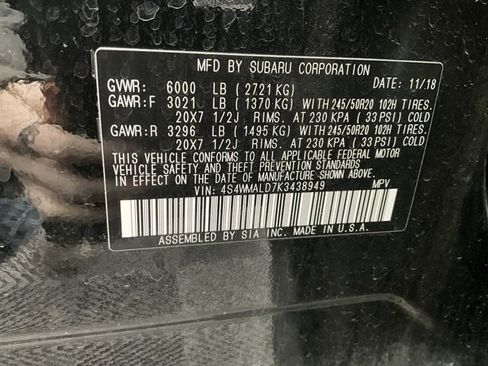 MFD BY SUBARU CORPORATION 11/18
GVWR: 6000 LB (2721 KG)
GAWR:F 3021 LB (1370 KG) WITH 245/50R20 102H TIRES.
20X7 1/2J RIMS. AT 230 KPA (33 PSI) COLD
GAWR:R 3296 LB (1495 KG) WITH 245/50R20 102H TIRES.
20X7 1/2J RIMS. AT 230 KPA (33 PSI) COLD
THIS VEHICLE CONFORMS TO ALL APPLICABLE FEDERAL MOTOR
VEHICLE SAFETY AND THEFT PREVENTION STANDARDS
IN EFFECT ON THE DATE OF MANUFACTURE SHOWN ABOVE.
VIN: 4S4WMALD7K3438949 MPV
ASSEMBLED BY SIA INC. MADE IN U.S.A.